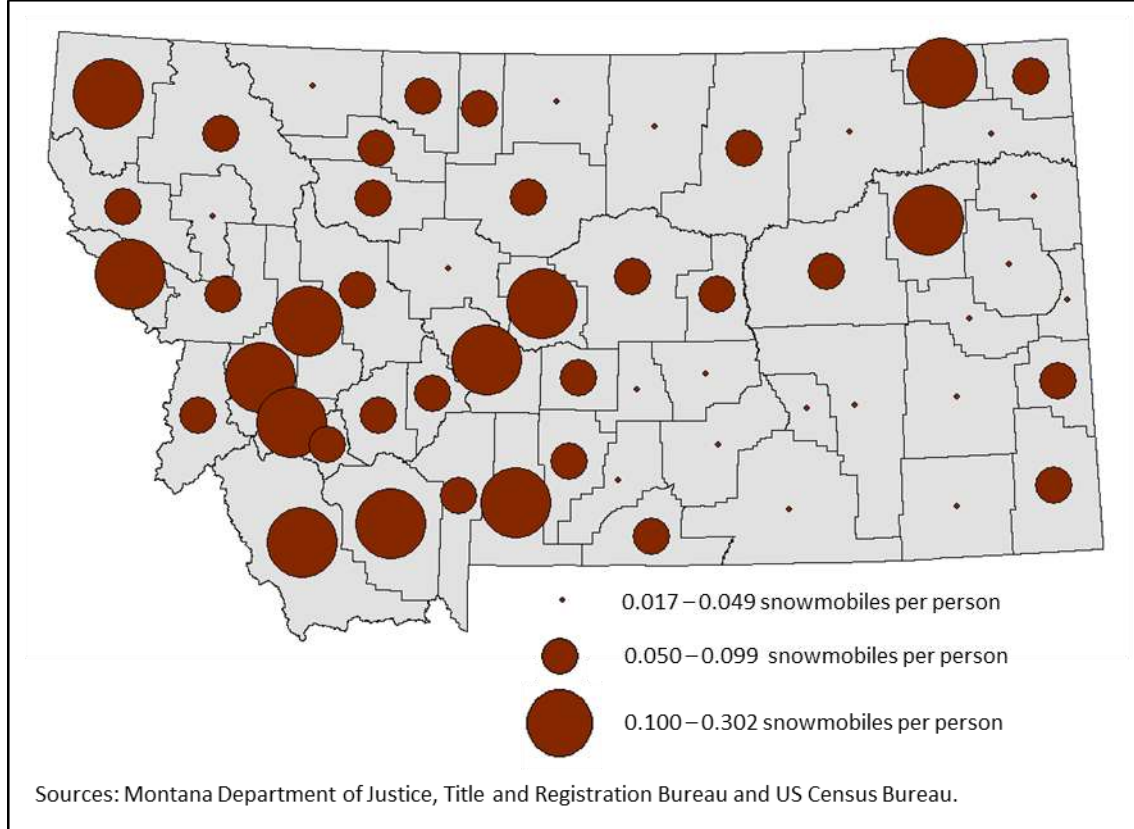 0.017 – 0.049 snowmobiles per person
0.050 – 0.099 snowmobiles per person
0.100 – 0.302 snowmobiles per person
Sources: Montana Department of Justice, Title and Registration Bureau and US Census Bureau.